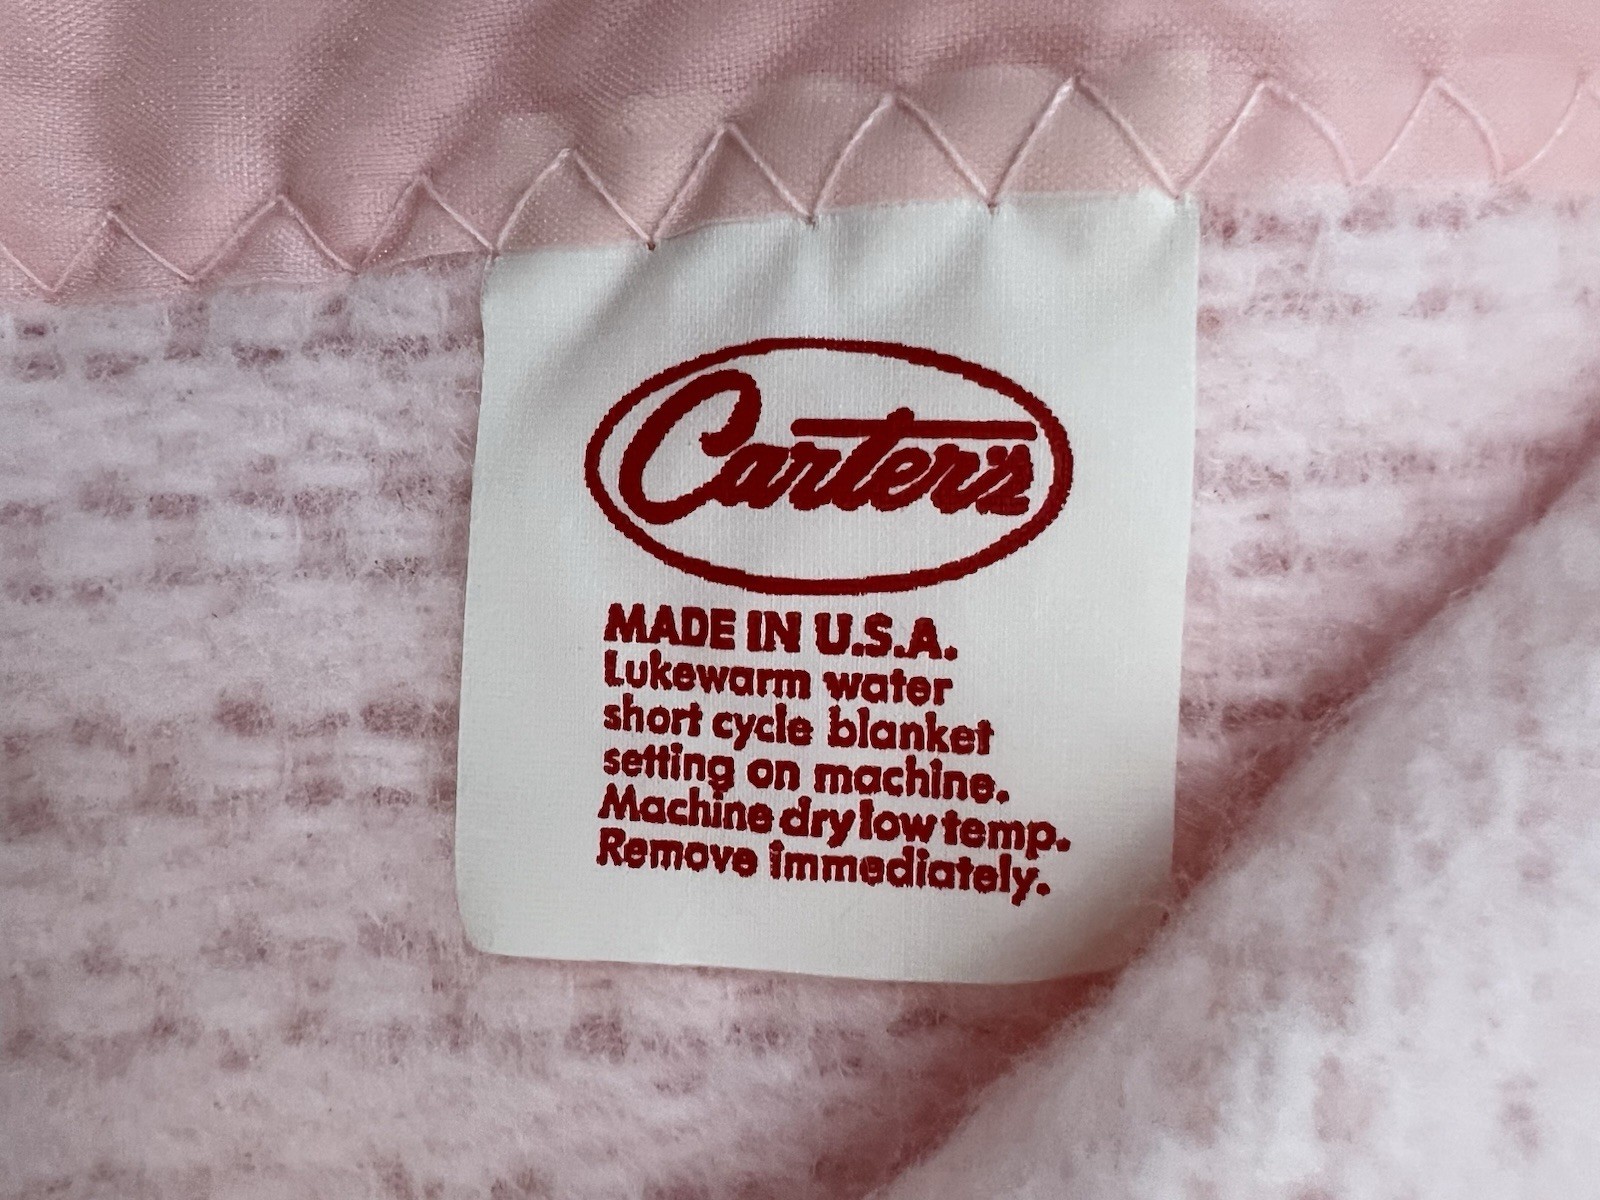 Carter's
MADE IN U.S.A.
Lukewarm water
short cycle blanket
setting on machine.
Machine dry low temp.
Remove immediately.